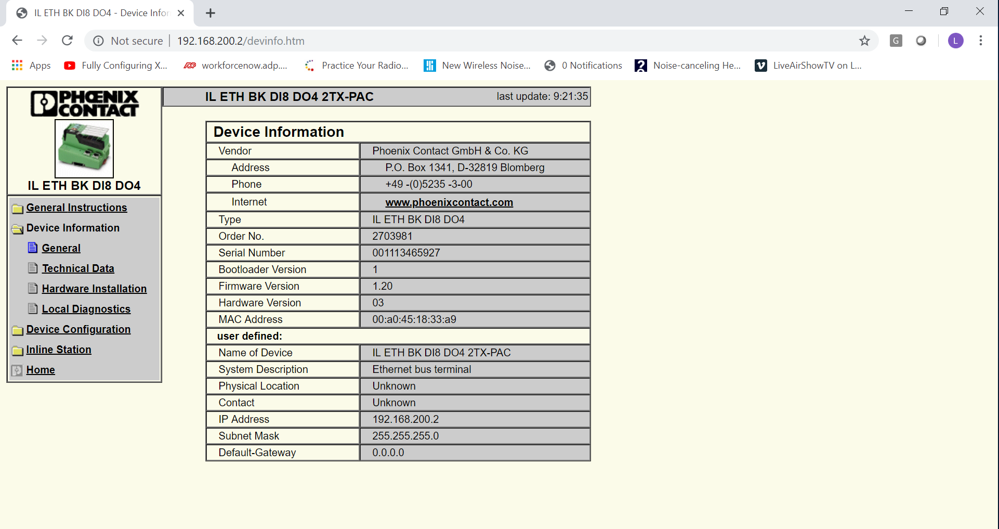 IL ETH BK DI8 DO4 - Device Infor
Not secure | 192.168.200.2/devinfo.htm
G
L
Apps
Fully Configuring X...
ADP
workforcenow.adp....
Practice Your Radio...
New Wireless Noise...
0 Notifications
Noise-canceling He...
LiveAirShowTV on L...
PHŒNIX
CONTACT
IL ETH BK DI8 DO4
General Instructions
Device Information
General
Technical Data
Hardware Installation
Local Diagnostics
Device Configuration
Inline Station
Home
IL ETH BK DI8 DO4 2TX-PAC last update: 9:21:35
Device Information
Vendor Phoenix Contact GmbH & Co. KG
Address P.O. Box 1341, D-32819 Blomberg
Phone +49 -(0)5235 -3-00
Internet www.phoenixcontact.com
Type IL ETH BK DI8 DO4
Order No. 2703981
Serial Number 001113465927
Bootloader Version 1
Firmware Version 1.20
Hardware Version 03
MAC Address 00:a0:45:18:33:a9
user defined:
Name of Device IL ETH BK DI8 DO4 2TX-PAC
System Description Ethernet bus terminal
Physical Location Unknown
Contact Unknown
IP Address 192.168.200.2
Subnet Mask 255.255.255.0
Default-Gateway 0.0.0.0